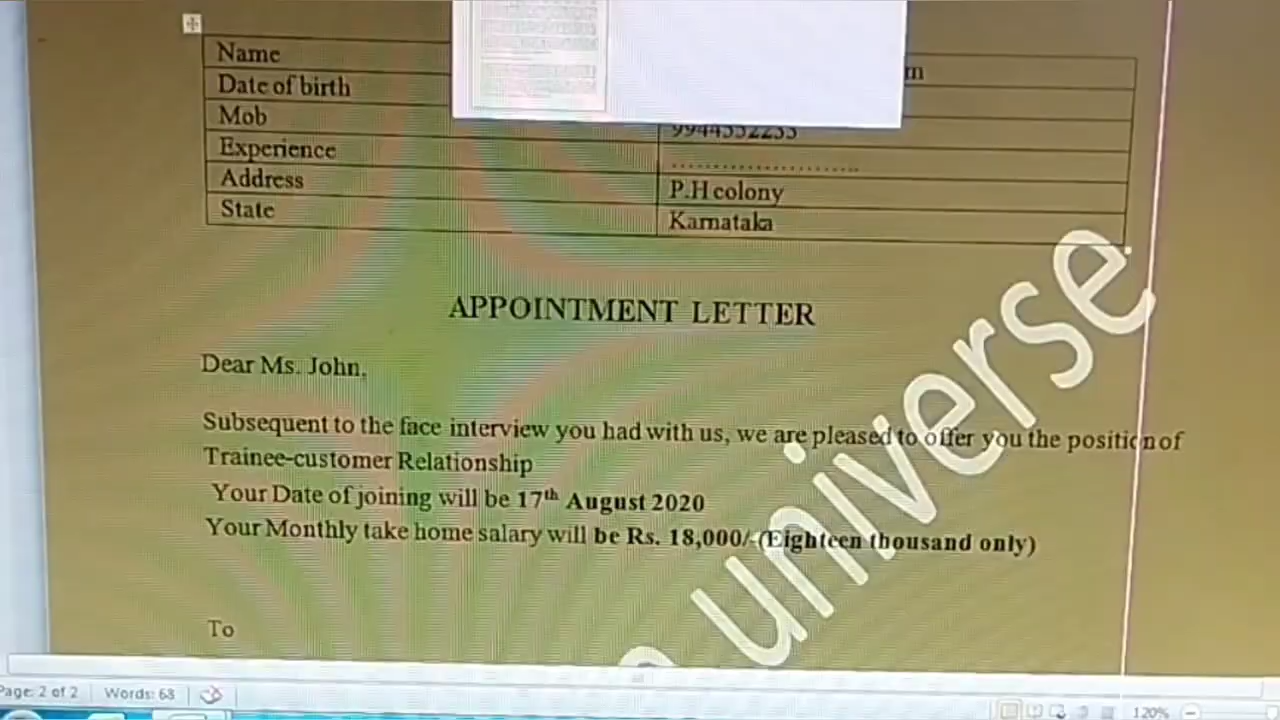 Name
Date of birth
Mob 9944552255
Experience ........................
Address P.H colony
State Karnataka
APPOINTMENT LETTER
Dear Ms. John,
Subsequent to the face interview you had with us, we are pleased to offer you the position of
Trainee-customer Relationship
Your Date of joining will be 17th August 2020
Your Monthly take home salary will be Rs. 18,000/-(Eighteen thousand only)
To
universe
Page: 2 of 2 Words: 68
120%